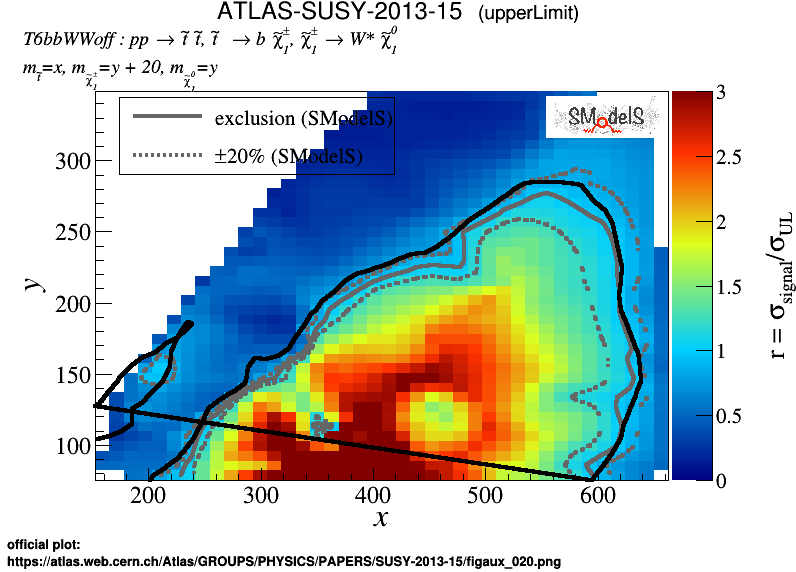 ATLAS-SUSY-2013-15 (upperLimit)
T6bbWWoff : pp → t̃ t̃, t̃ → b χ̃₁±, χ̃₁± → W* χ̃₁⁰
m_t̃=x, m_χ̃₁±=y + 20, m_χ̃₁⁰=y
exclusion (SModelS)
±20% (SModelS)
SModelS
300
250
200
150
100
y
200 300 400 500 600
x
3
2.5
2
1.5
1
0.5
0
r = σ_signal/σ_UL
official plot:
https://atlas.web.cern.ch/Atlas/GROUPS/PHYSICS/PAPERS/SUSY-2013-15/figaux_020.png